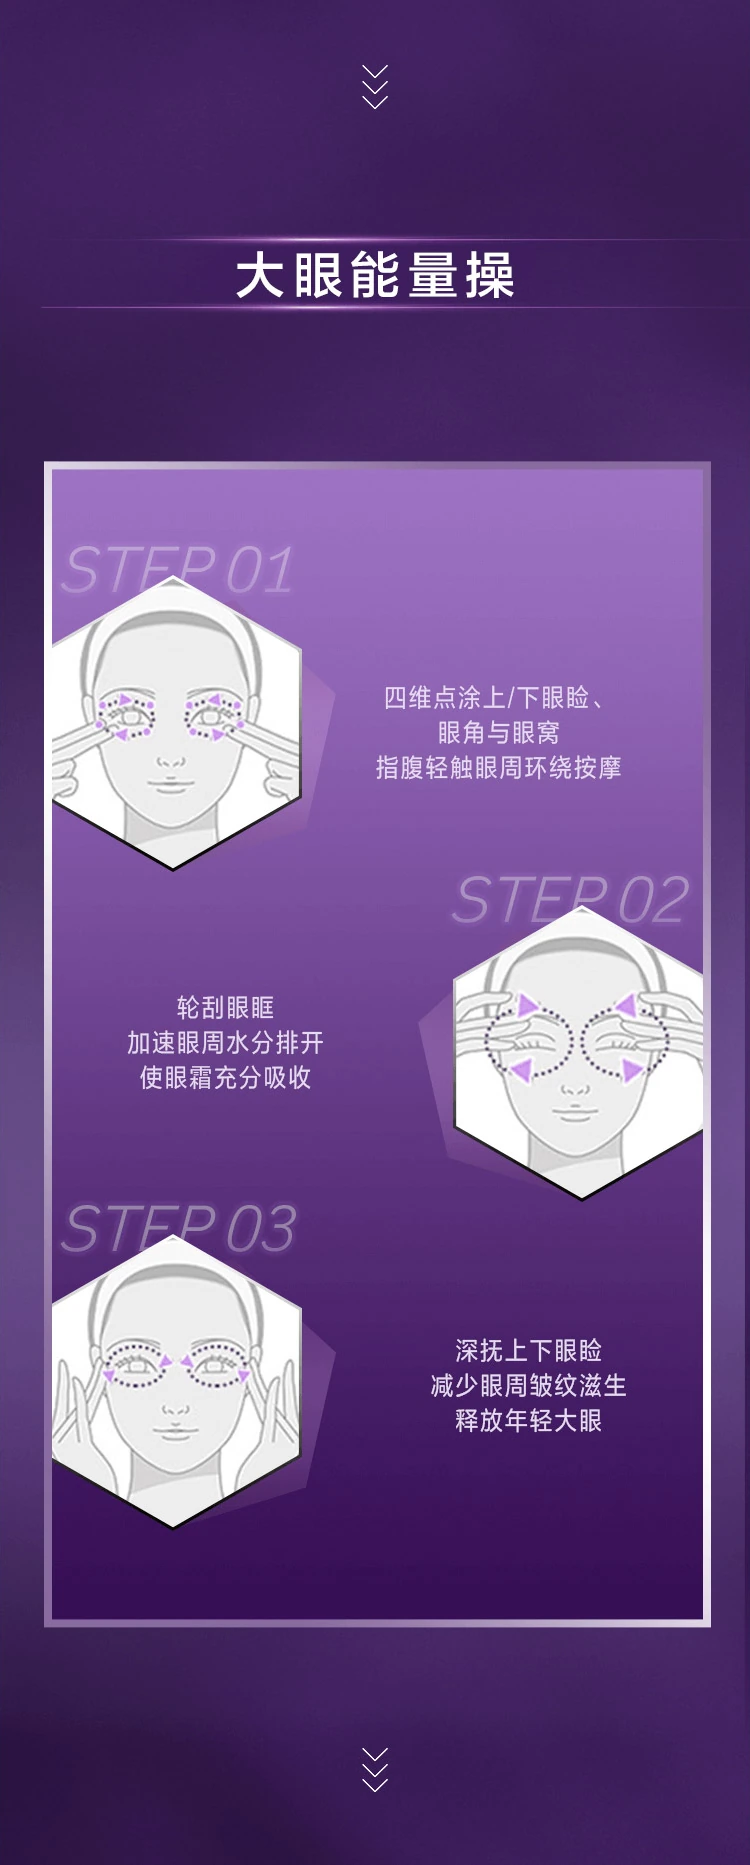 大眼能量操
STEP 01
四维点涂上/下眼睑、
眼角与眼窝
指腹轻触眼周环绕按摩
STEP 02
轮刮眼眶
加速眼周水分排开
使眼霜充分吸收
STEP 03
深抚上下眼睑
减少眼周皱纹滋生
释放年轻大眼